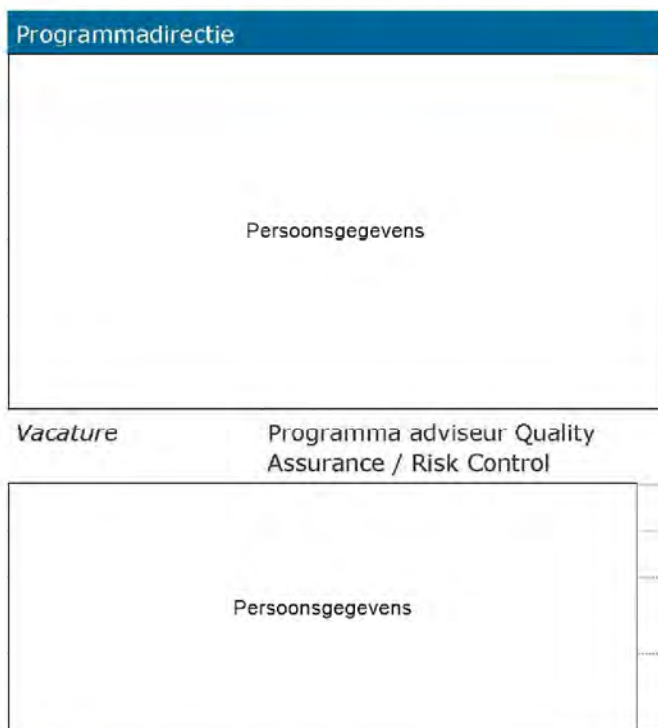 Programmadirectie
Persoonsgegevens
Vacature Programma adviseur Quality
Assurance / Risk Control
Persoonsgegevens